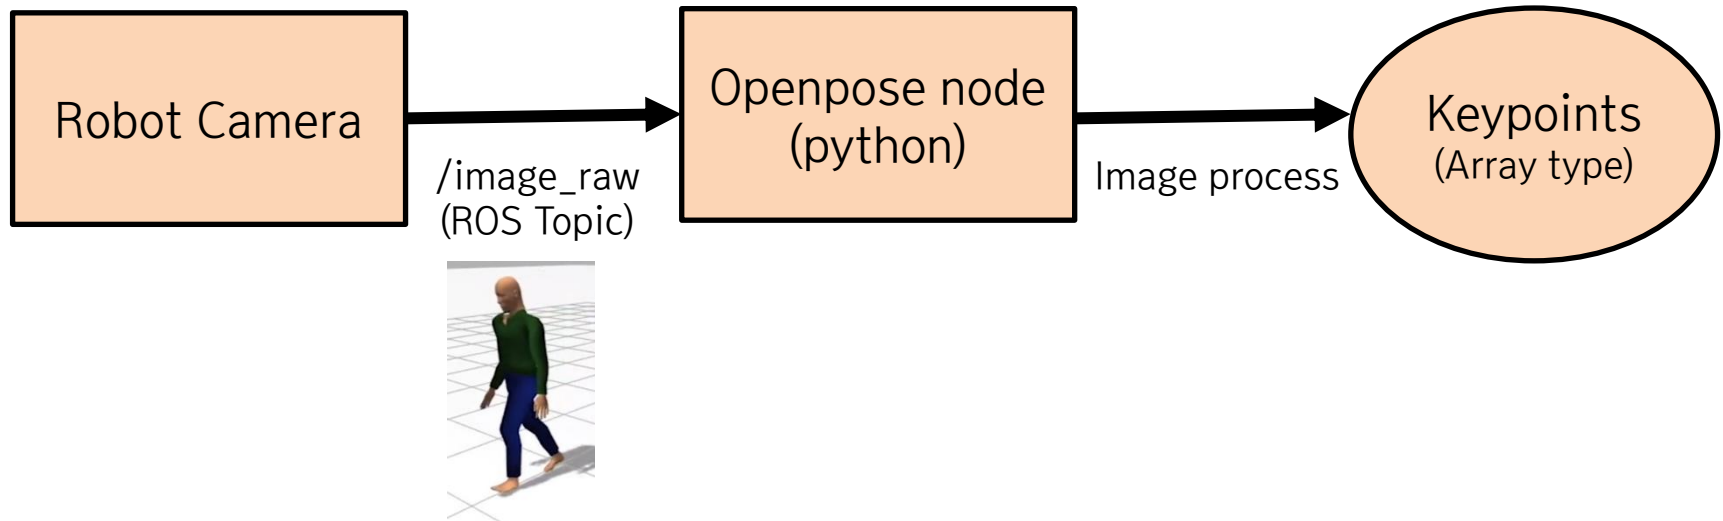 Robot Camera
/image_raw
(ROS Topic)
Openpose node
(python)
Image process
Keypoints
(Array type)